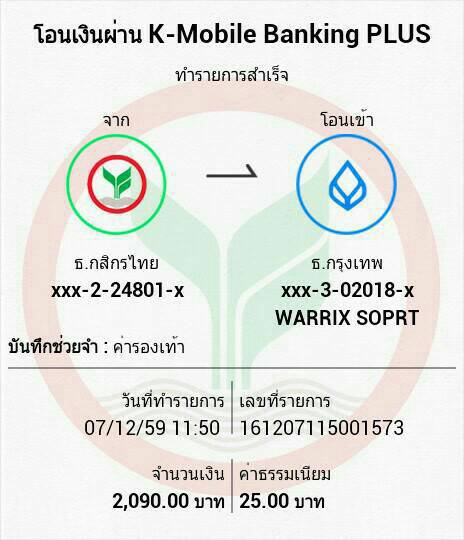 โอนเงินผ่าน K-Mobile Banking PLUS
ทำรายการสำเร็จ
จาก
โอนเข้า
ธ.กสิกรไทย
ธ.กรุงเทพ
xxx-2-24801-x
xxx-3-02018-x
WARRIX SOPRT
บันทึกช่วยจำ : ค่ารองเท้า
วันที่ทำรายการ
เลขที่รายการ
07/12/59 11:50
161207115001573
จำนวนเงิน
ค่าธรรมเนียม
2,090.00 บาท
25.00 บาท